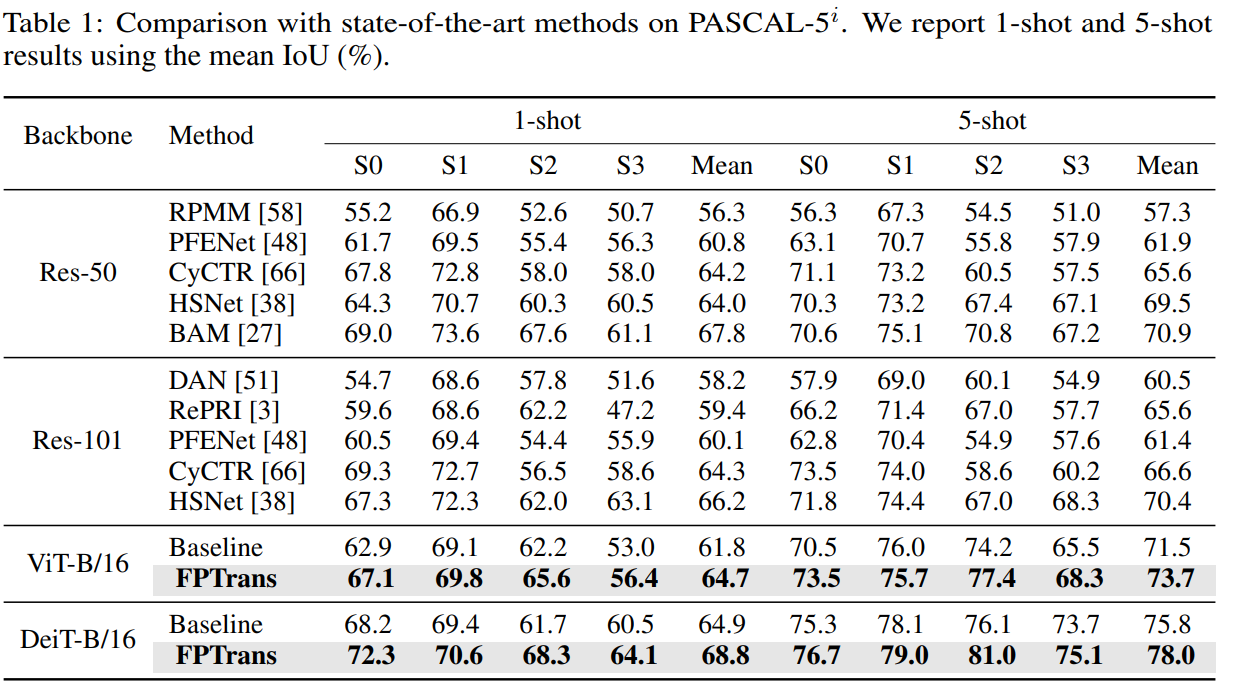 Table 1: Comparison with state-of-the-art methods on PASCAL-5^i. We report 1-shot and 5-shot
results using the mean IoU (%).
Backbone Method 1-shot 5-shot
S0 S1 S2 S3 Mean S0 S1 S2 S3 Mean
RPMM [58] 55.2 66.9 52.6 50.7 56.3 56.3 67.3 54.5 51.0 57.3
PFENet [48] 61.7 69.5 55.4 56.3 60.8 63.1 70.7 55.8 57.9 61.9
Res-50 CyCTR [66] 67.8 72.8 58.0 58.0 64.2 71.1 73.2 60.5 57.5 65.6
HSNet [38] 64.3 70.7 60.3 60.5 64.0 70.3 73.2 67.4 67.1 69.5
BAM [27] 69.0 73.6 67.6 61.1 67.8 70.6 75.1 70.8 67.2 70.9
DAN [51] 54.7 68.6 57.8 51.6 58.2 57.9 69.0 60.1 54.9 60.5
RePRI [3] 59.6 68.6 62.2 47.2 59.4 66.2 71.4 67.0 57.7 65.6
Res-101 PFENet [48] 60.5 69.4 54.4 55.9 60.1 62.8 70.4 54.9 57.6 61.4
CyCTR [66] 69.3 72.7 56.5 58.6 64.3 73.5 74.0 58.6 60.2 66.6
HSNet [38] 67.3 72.3 62.0 63.1 66.2 71.8 74.4 67.0 68.3 70.4
ViT-B/16 Baseline 62.9 69.1 62.2 53.0 61.8 70.5 76.0 74.2 65.5 71.5
FPTrans 67.1 69.8 65.6 56.4 64.7 73.5 75.7 77.4 68.3 73.7
DeiT-B/16 Baseline 68.2 69.4 61.7 60.5 64.9 75.3 78.1 76.1 73.7 75.8
FPTrans 72.3 70.6 68.3 64.1 68.8 76.7 79.0 81.0 75.1 78.0